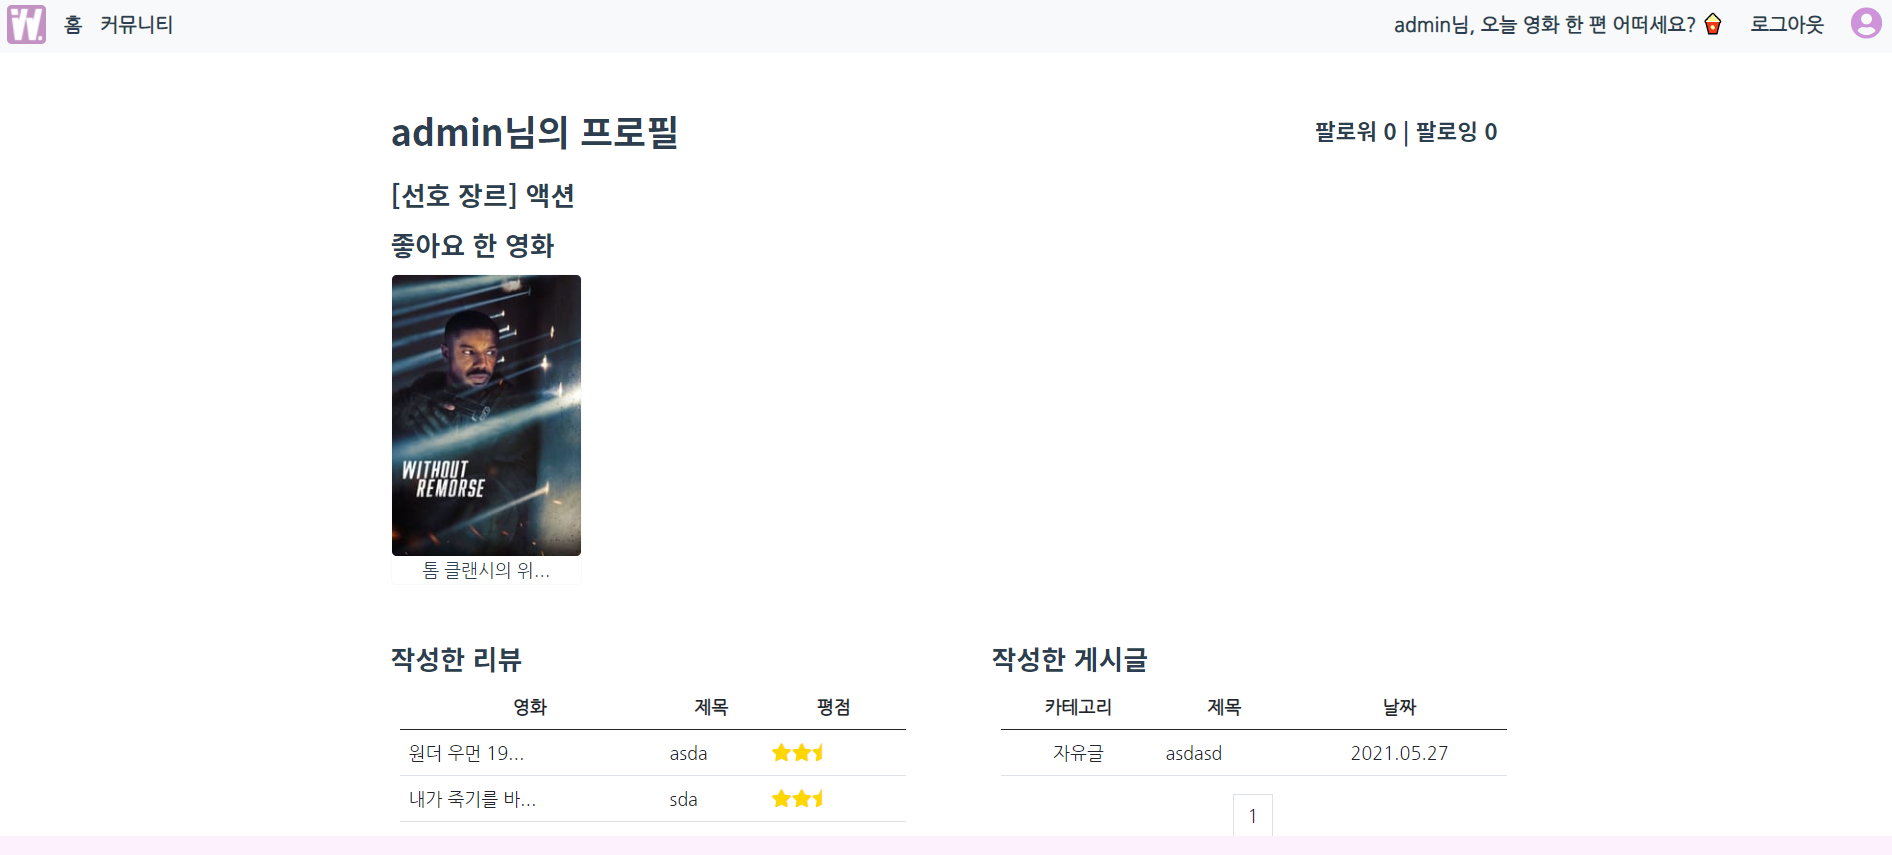 W.
홈 커뮤니티 admin님, 오늘 영화 한 편 어떠세요? 🍿 로그아웃
admin님의 프로필 팔로워 0 | 팔로잉 0
[선호 장르] 액션
좋아요 한 영화
WITHOUT
REMORSE
톰 클랜시의 위...
작성한 리뷰 작성한 게시글
영화 제목 평점 카테고리 제목 날짜
원더 우먼 19... asda 자유글 asdasd 2021.05.27
내가 죽기를 바... sda
1